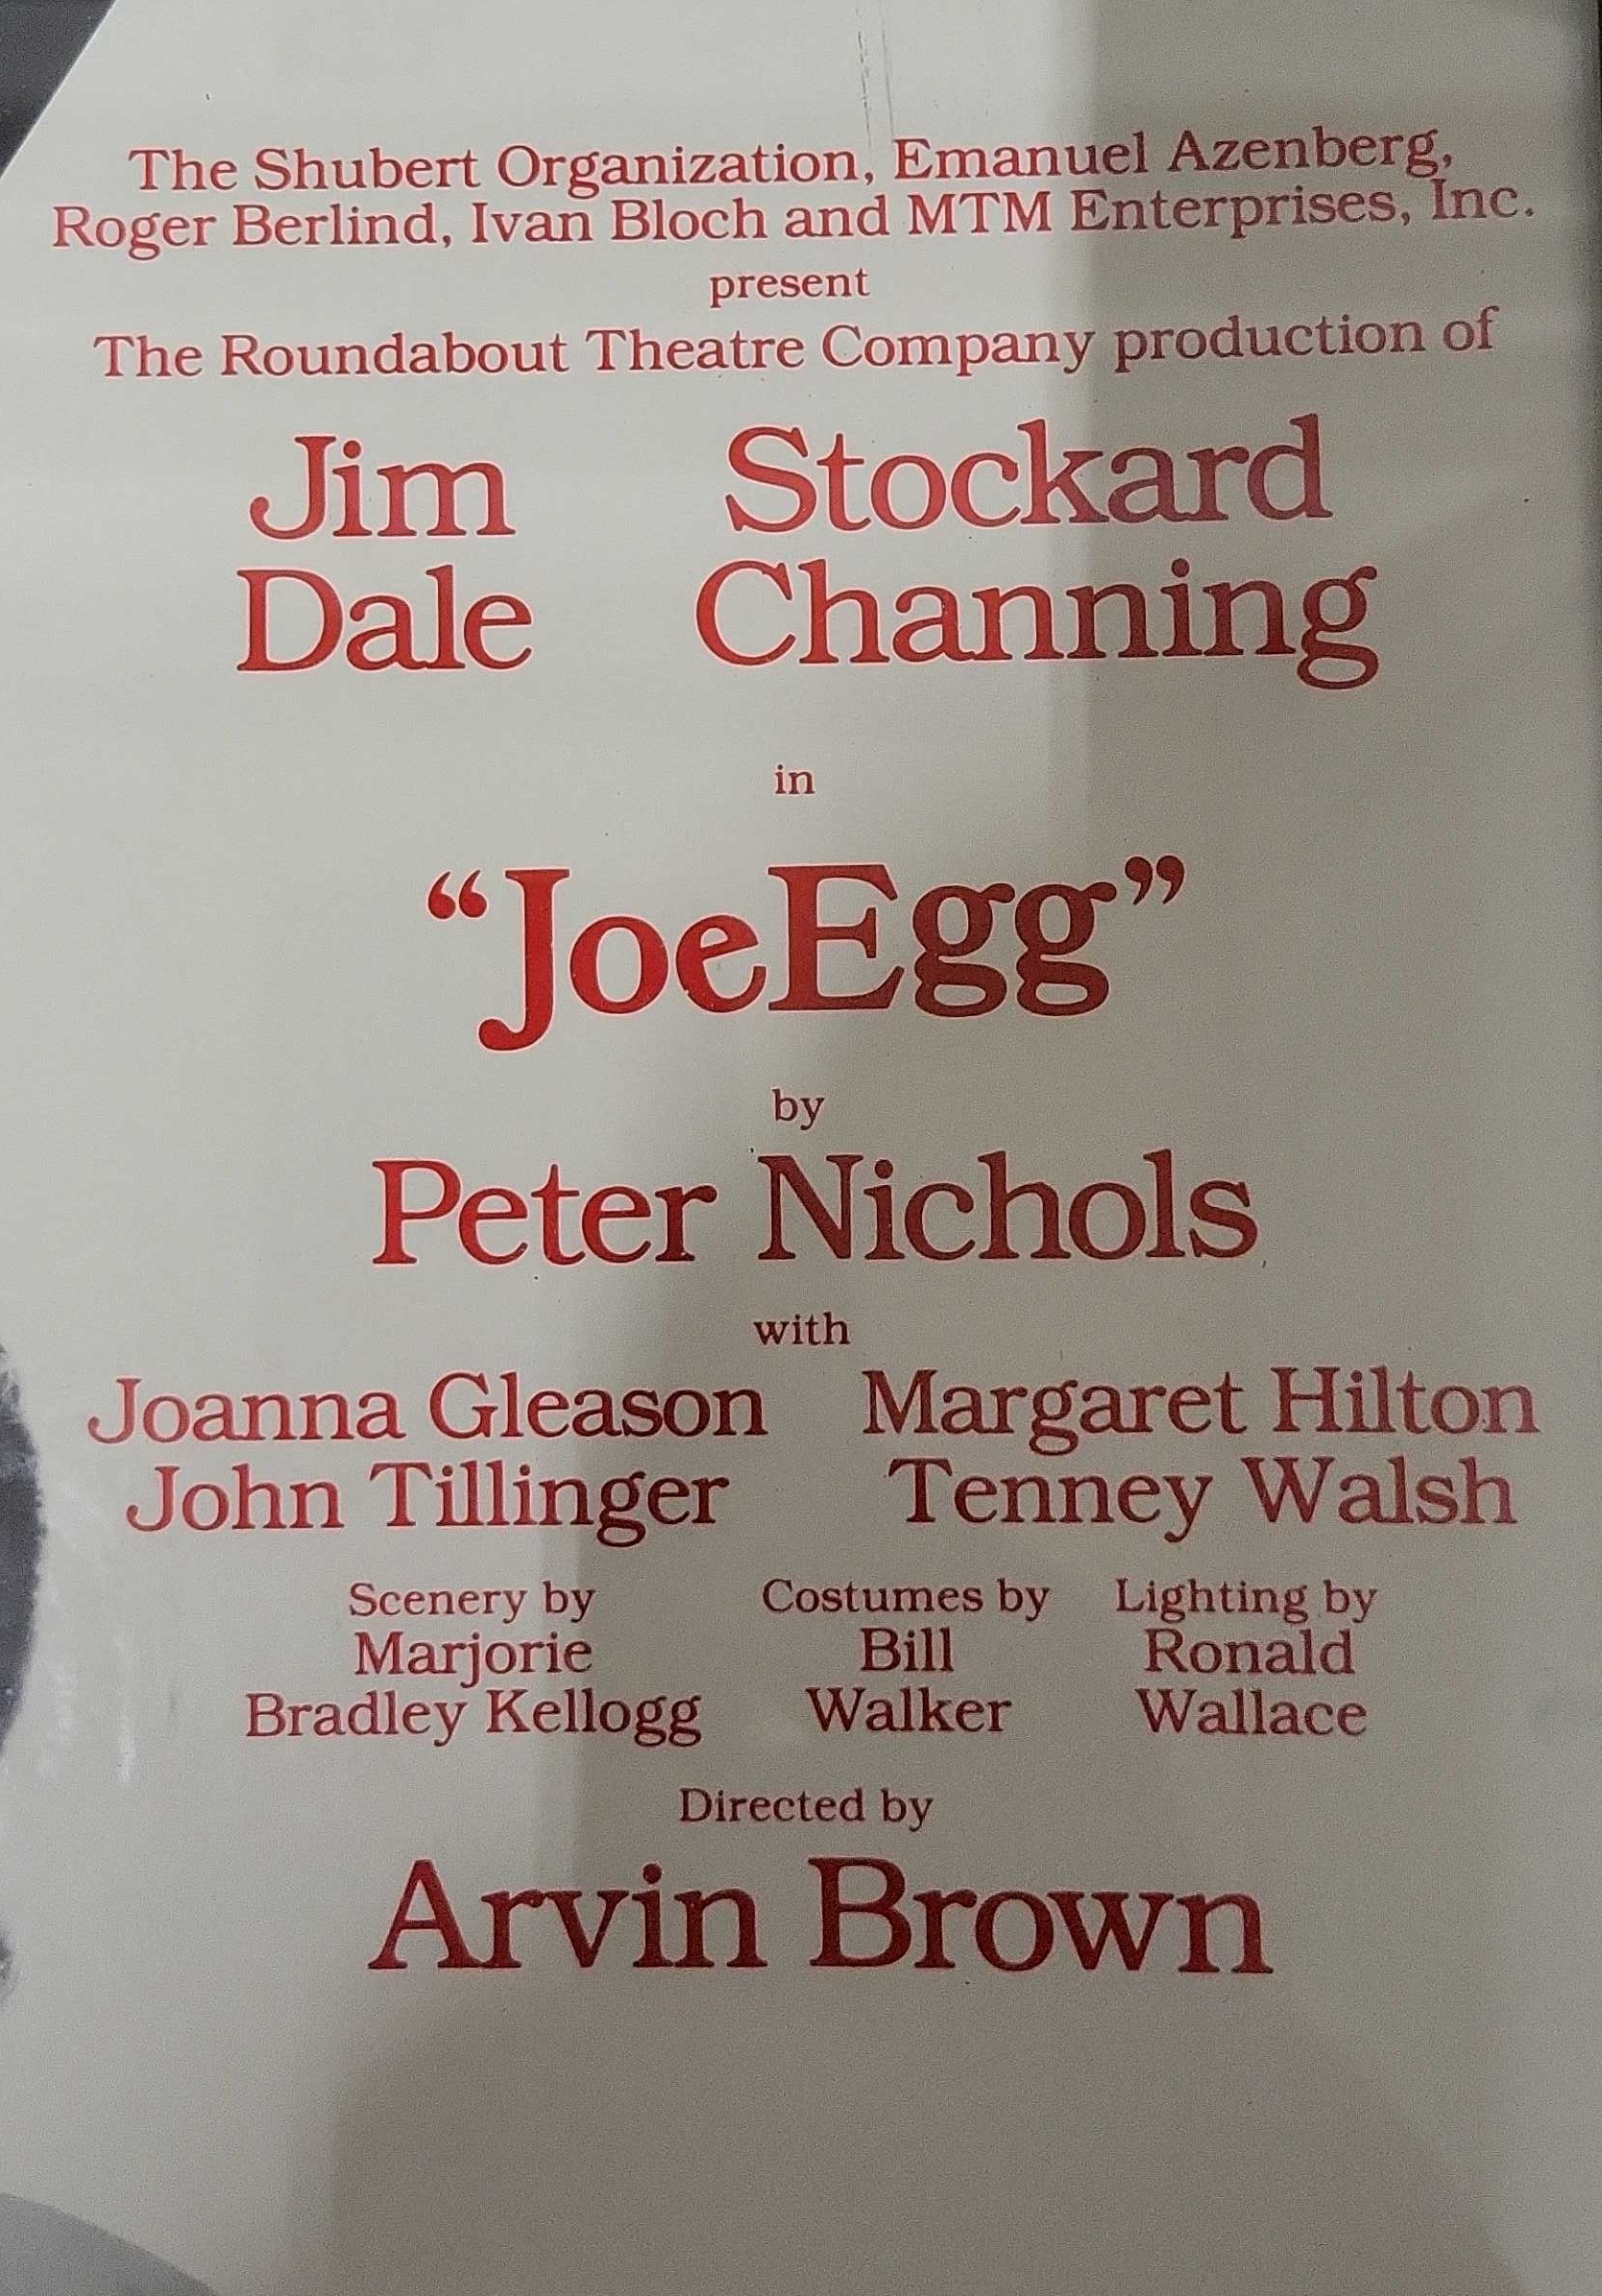 The Shubert Organization, Emanuel Azenberg,
Roger Berlind, Ivan Bloch and MTM Enterprises, Inc.
present
The Roundabout Theatre Company production of
Jim Stockard
Dale Channing
in
“JoeEgg”
by
Peter Nichols
with
Joanna Gleason Margaret Hilton
John Tillinger Tenney Walsh
Scenery by Costumes by Lighting by
Marjorie Bill Ronald
Bradley Kellogg Walker Wallace
Directed by
Arvin Brown